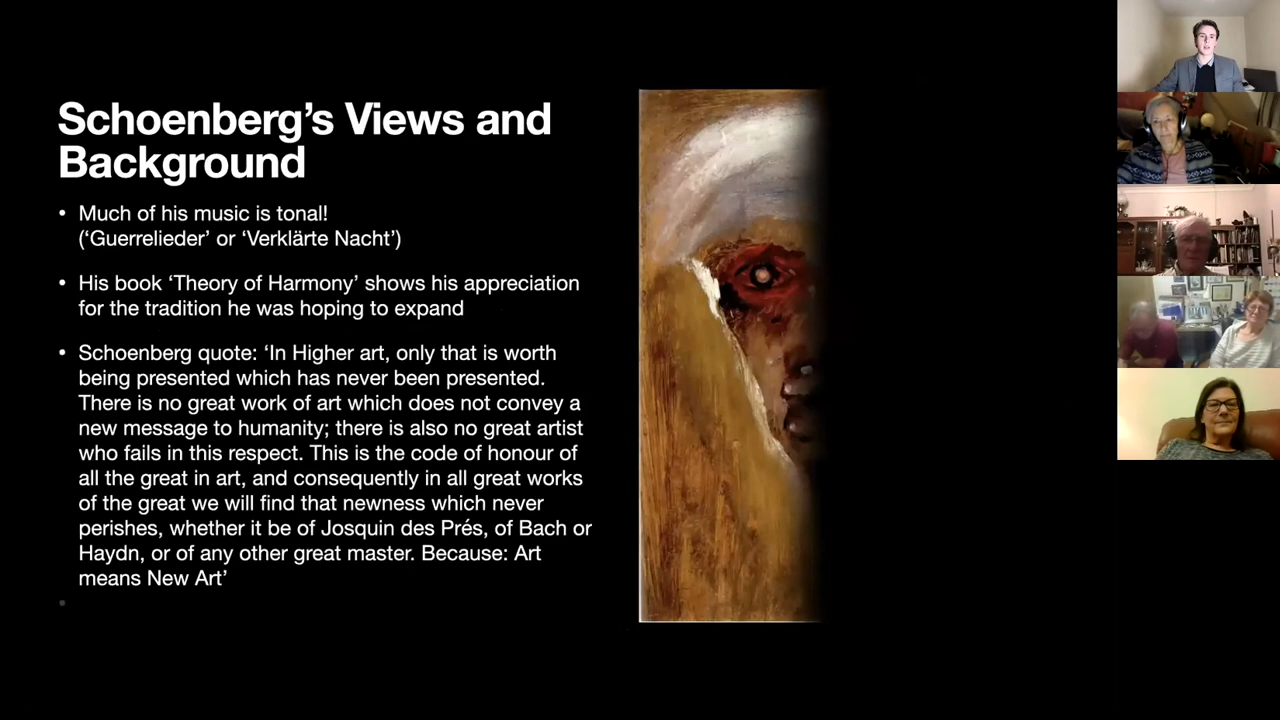 Schoenberg's Views and
Background
• Much of his music is tonal!
('Guerrelieder' or 'Verklärte Nacht')
• His book 'Theory of Harmony' shows his appreciation
for the tradition he was hoping to expand
• Schoenberg quote: 'In Higher art, only that is worth
being presented which has never been presented.
There is no great work of art which does not convey a
new message to humanity; there is also no great artist
who fails in this respect. This is the code of honour of
all the great in art, and consequently in all great works
of the great we will find that newness which never
perishes, whether it be of Josquin des Prés, of Bach or
Haydn, or of any other great master. Because: Art
means New Art'